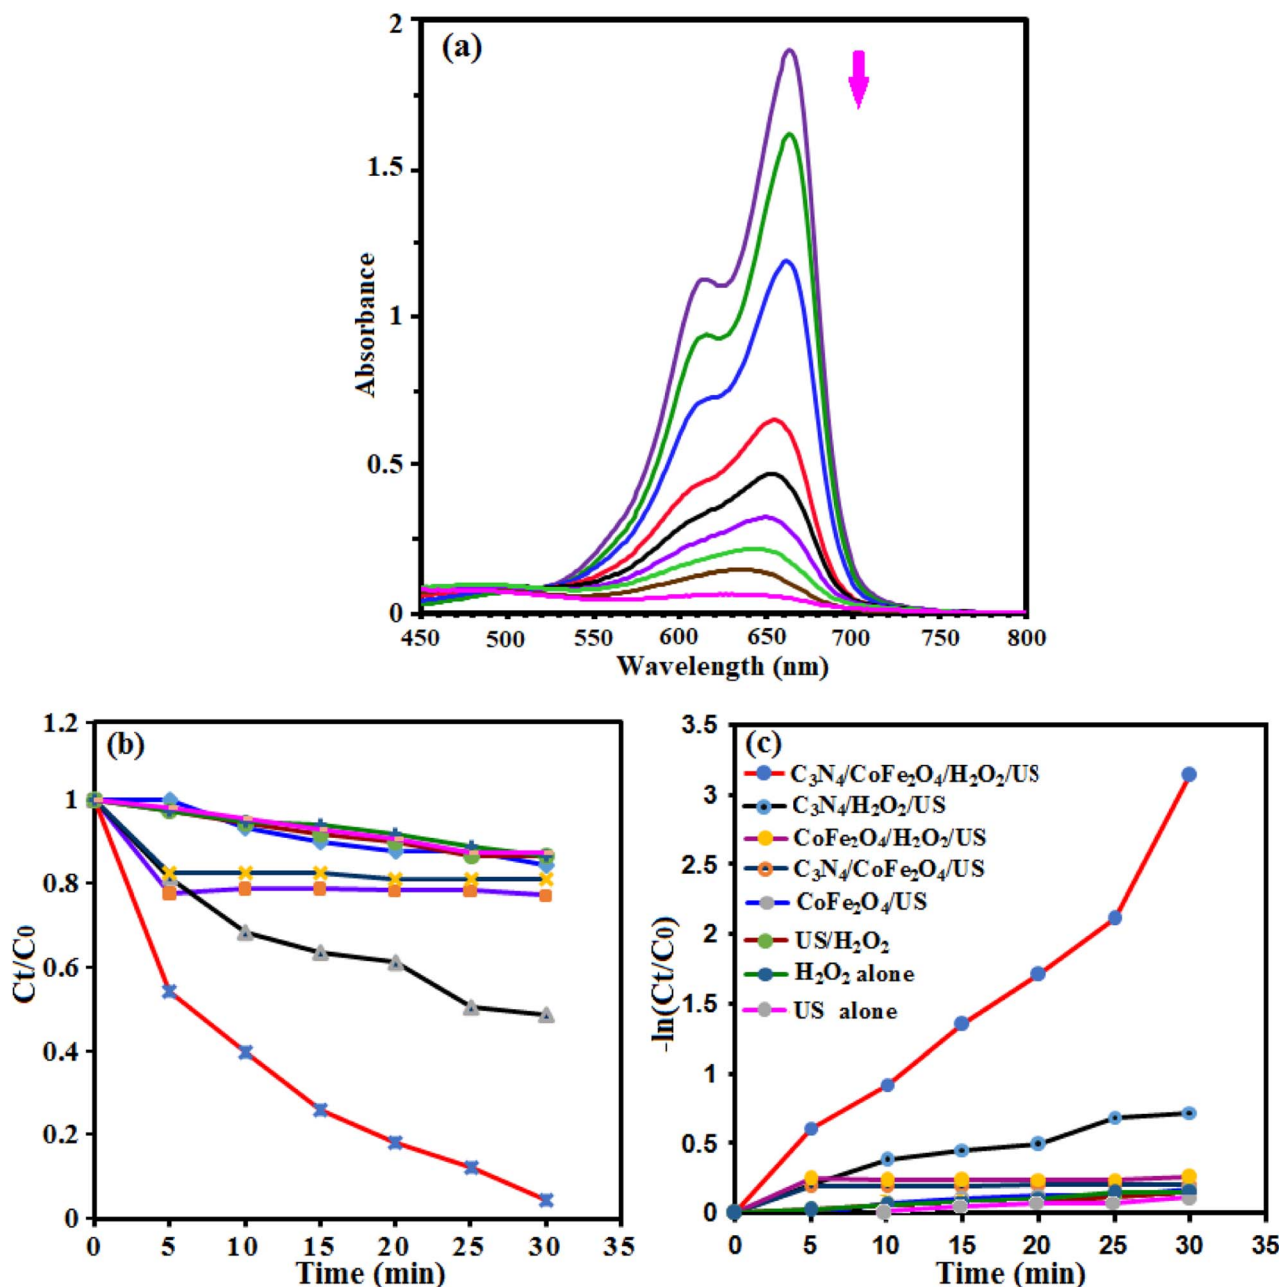 (a)
2
1.5
1
0.5
0
Absorbance
450 500 550 600 650 700 750 800
Wavelength (nm)
(b)
1.2
1
0.8
0.6
0.4
0.2
0
Ct/C0
0 5 10 15 20 25 30 35
Time (min)
(c)
3.5
3
2.5
2
1.5
1
0.5
0
-ln(Ct/C0)
C₃N₄/CoFe₂O₄/H₂O₂/US
C₃N₄/H₂O₂/US
CoFe₂O₄/H₂O₂/US
C₃N₄/CoFe₂O₄/US
CoFe₂O₄/US
US/H₂O₂
H₂O₂ alone
US alone
0 5 10 15 20 25 30 35
Time (min)